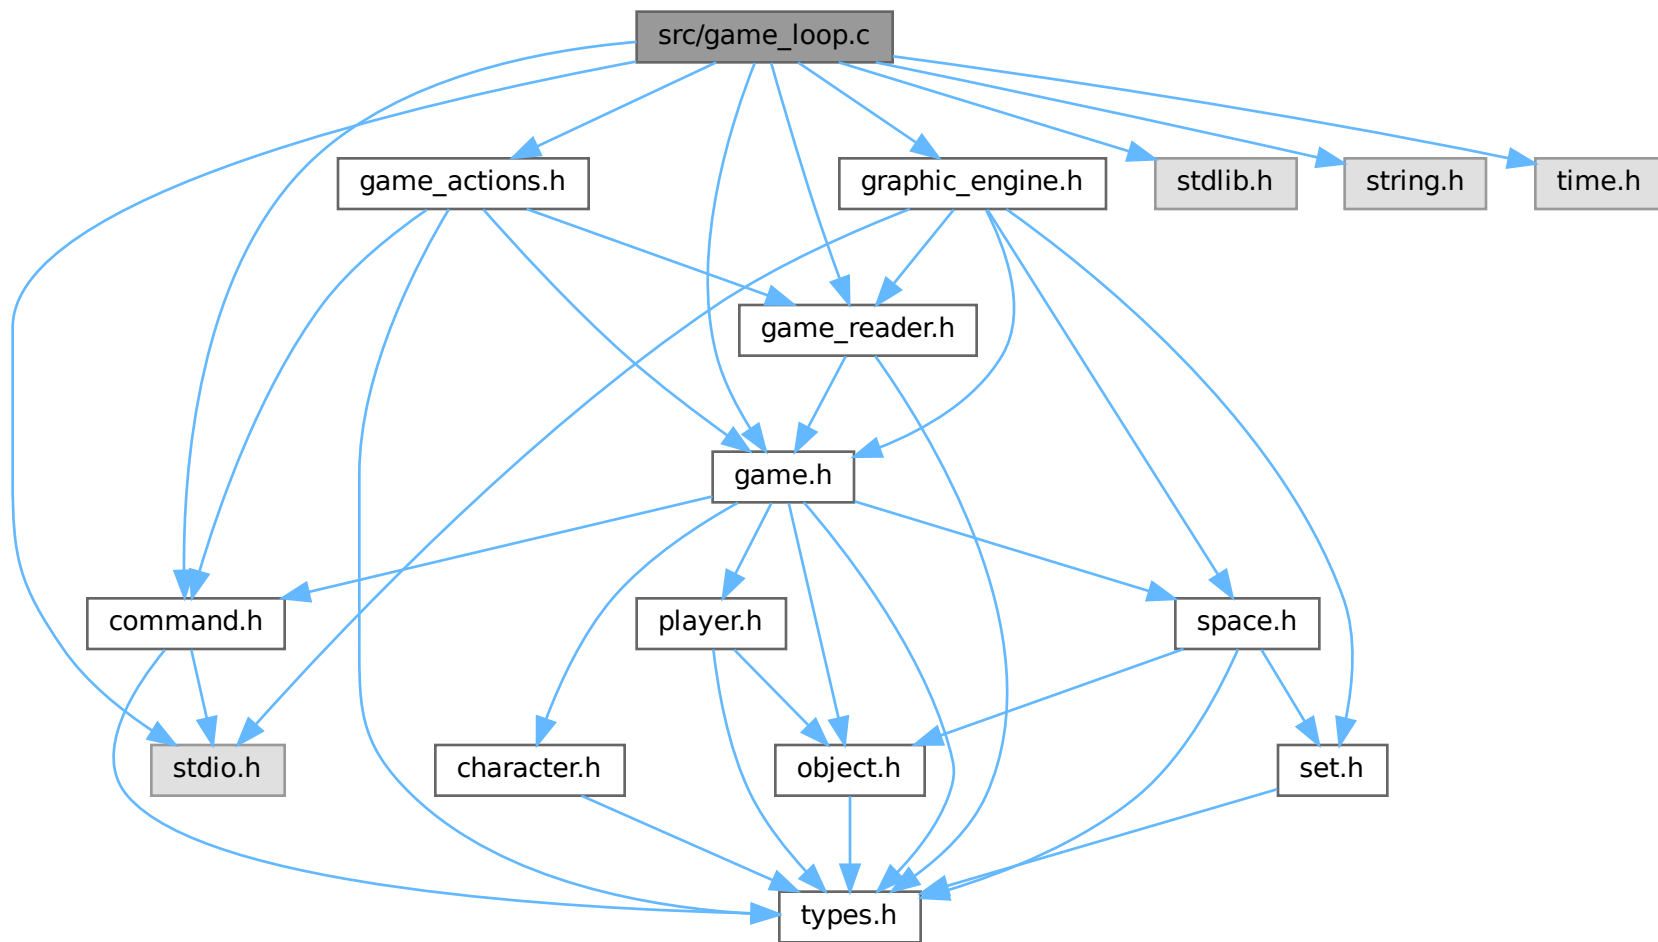 src/game_loop.c
game_actions.h
graphic_engine.h
stdlib.h
string.h
time.h
game_reader.h
game.h
command.h
player.h
space.h
stdio.h
character.h
object.h
set.h
types.h